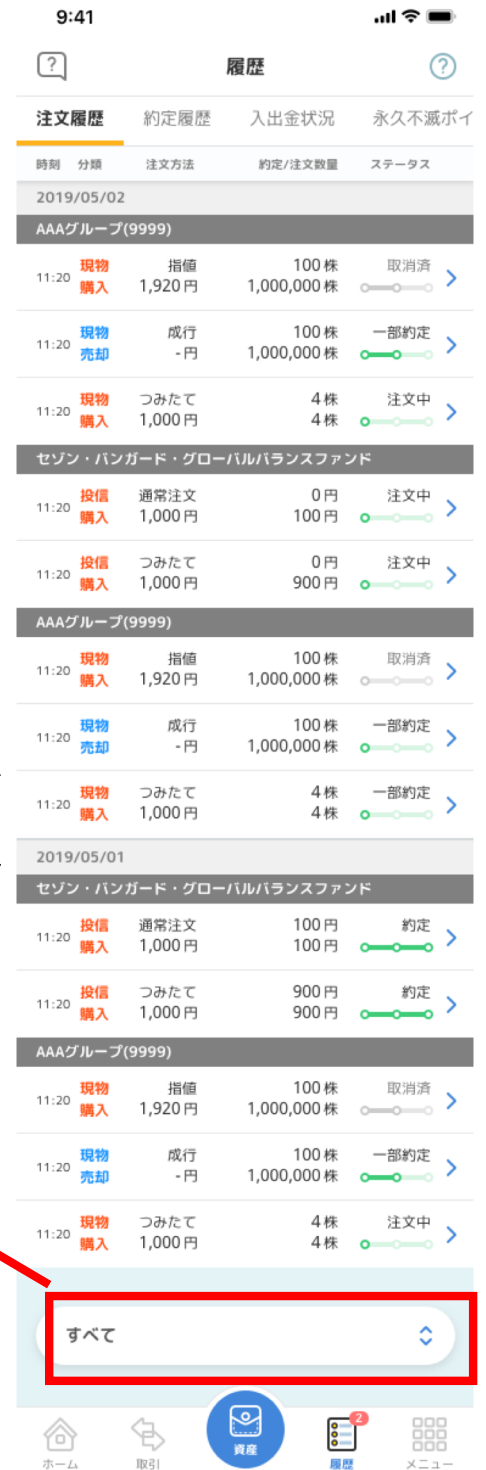 9:41
履歴
注文履歴 約定履歴 入出金状況 永久不滅ポイ
時刻 分類 注文方法 約定/注文数量 ステータス
2019/05/02
AAAグループ(9999)
11:20 現物 指値 100株 取消済
購入 1,920円 1,000,000株
11:20 現物 成行 100株 一部約定
売却 -円 1,000,000株
11:20 現物 つみたて 4株 注文中
購入 1,000円 4株
セゾン・バンガード・グローバルバランスファンド
11:20 投信 通常注文 0円 注文中
購入 1,000円 100円
11:20 投信 つみたて 0円 注文中
購入 1,000円 900円
AAAグループ(9999)
11:20 現物 指値 100株 取消済
購入 1,920円 1,000,000株
11:20 現物 成行 100株 一部約定
売却 -円 1,000,000株
11:20 現物 つみたて 4株 一部約定
購入 1,000円 4株
2019/05/01
セゾン・バンガード・グローバルバランスファンド
11:20 投信 通常注文 100円 約定
購入 1,000円 100円
11:20 投信 つみたて 900円 約定
購入 1,000円 900円
AAAグループ(9999)
11:20 現物 指値 100株 取消済
購入 1,920円 1,000,000株
11:20 現物 成行 100株 一部約定
売却 -円 1,000,000株
11:20 現物 つみたて 4株 注文中
購入 1,000円 4株
すべて
2
ホーム 取引 資産 履歴 メニュー